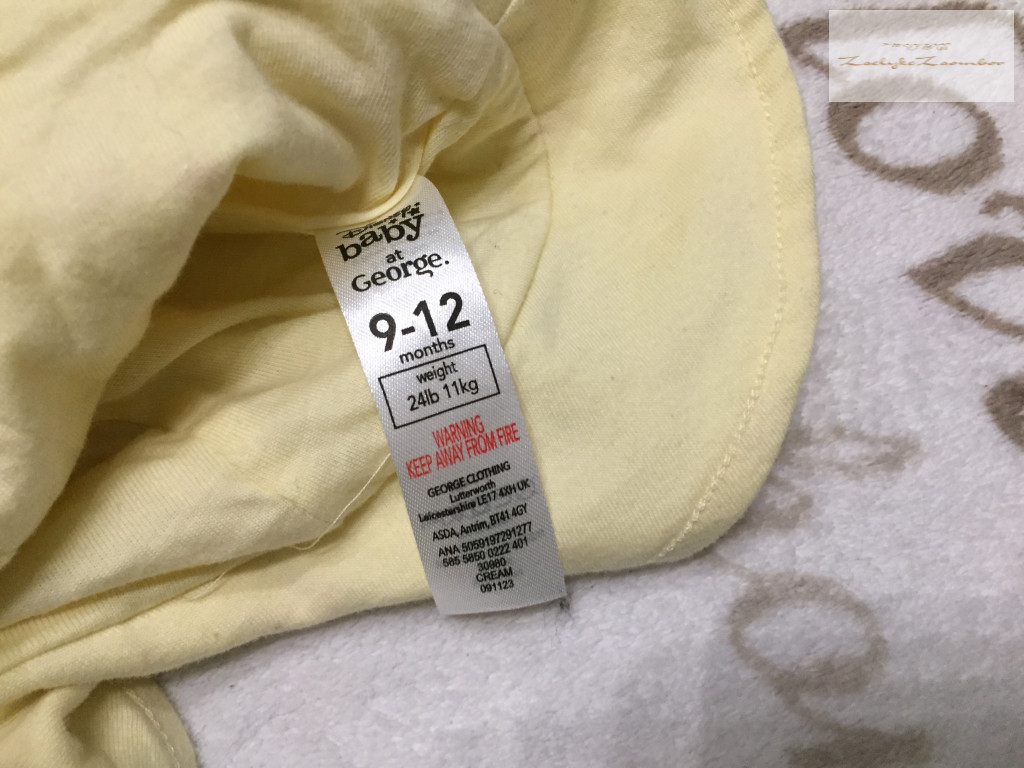 baby
at
George.
9-12
months
weight
24lb 11kg
WARNING
KEEP AWAY FROM FIRE
GEORGE CLOTHING
Lutterworth
Leicestershire LE17 4XH UK
ASDA, Antrim, BT41 4GY
ANA 5059197291277
585 5850 0222 401
30980
CREAM
091123